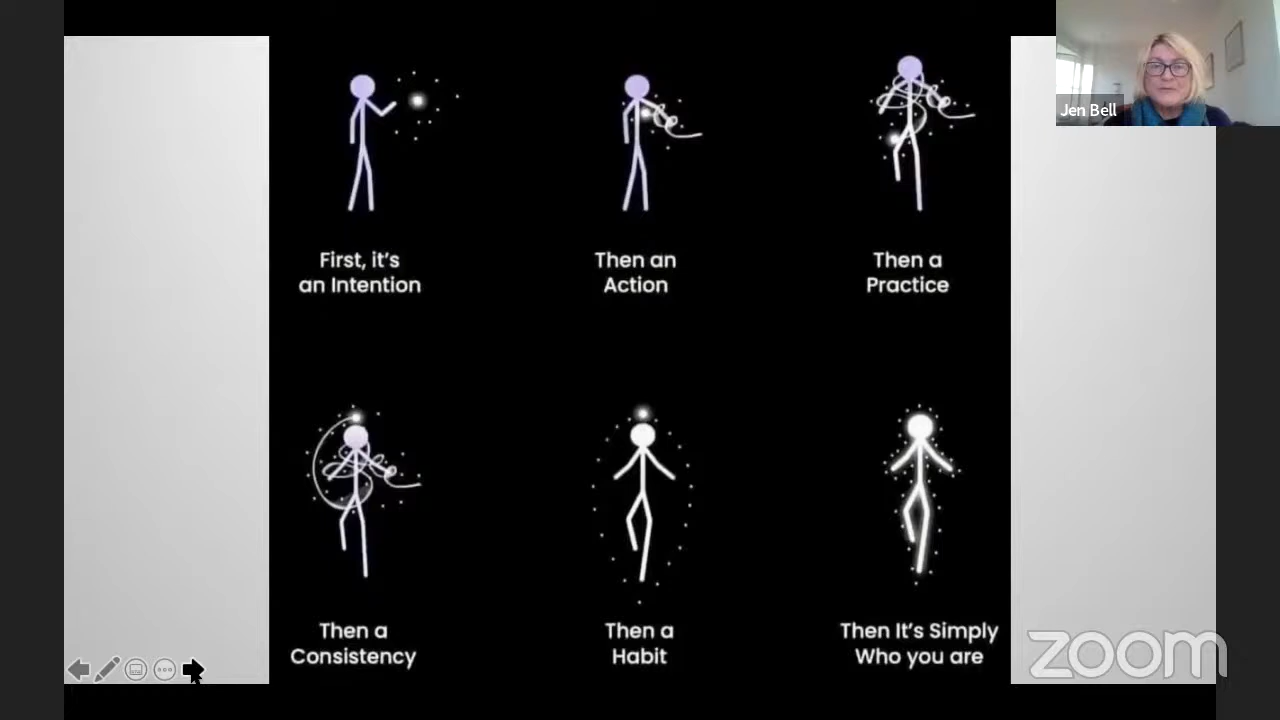 Jen Bell
First, it's
an Intention
Then an
Action
Then a
Practice
Then a
Consistency
Then a
Habit
Then It's Simply
Who you are
zoom